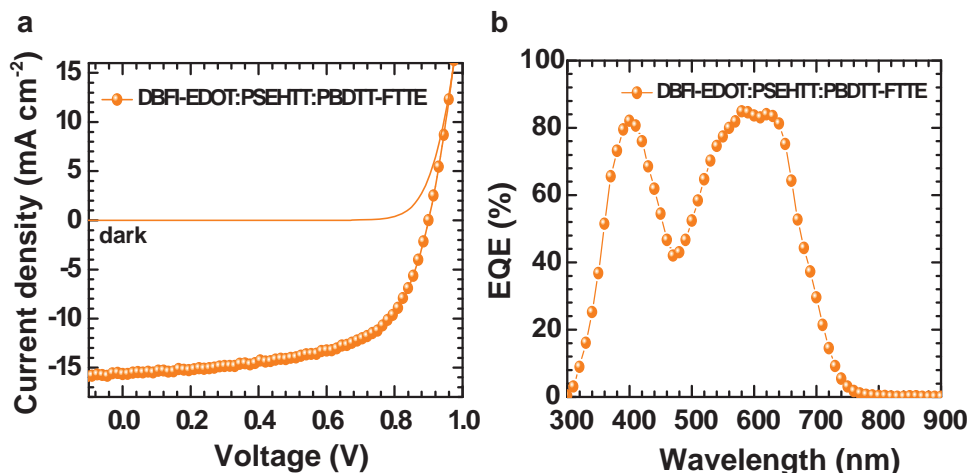 a
15
10
5
0
-5
-10
-15
DBFI-EDOT:PSEHTT:PBDTT-FTTE
dark
0.0 0.2 0.4 0.6 0.8 1.0
Voltage (V)
Current density (mA cm-2)
b
100
80
60
40
20
0
DBFI-EDOT:PSEHTT:PBDTT-FTTE
300 400 500 600 700 800 900
Wavelength (nm)
EQE (%)